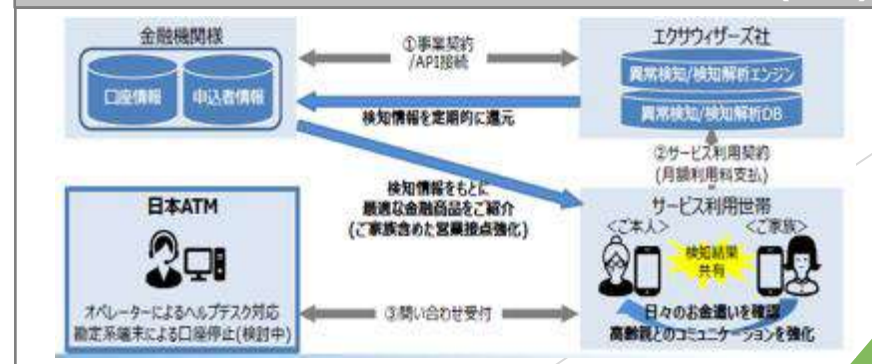 金融機関様
口座情報
申込者情報
①事業契約
/API接続
エクサウィザーズ社
異常検知/検知解析エンジン
異常検知/検知解析DB
検知情報を定期的に還元
②サービス利用契約
(月額利用料支払)
検知情報をもとに
最適な金融商品をご紹介
(ご家族含めた営業接点強化)
日本ATM
オペレーターによるヘルプデスク対応
勘定系端末による口座停止(検討中)
③問い合わせ受付
サービス利用世帯
<ご本人>
<ご家族>
検知結果
共有
日々のお金遣いを確認
高齢親とのコミュニケーションを強化